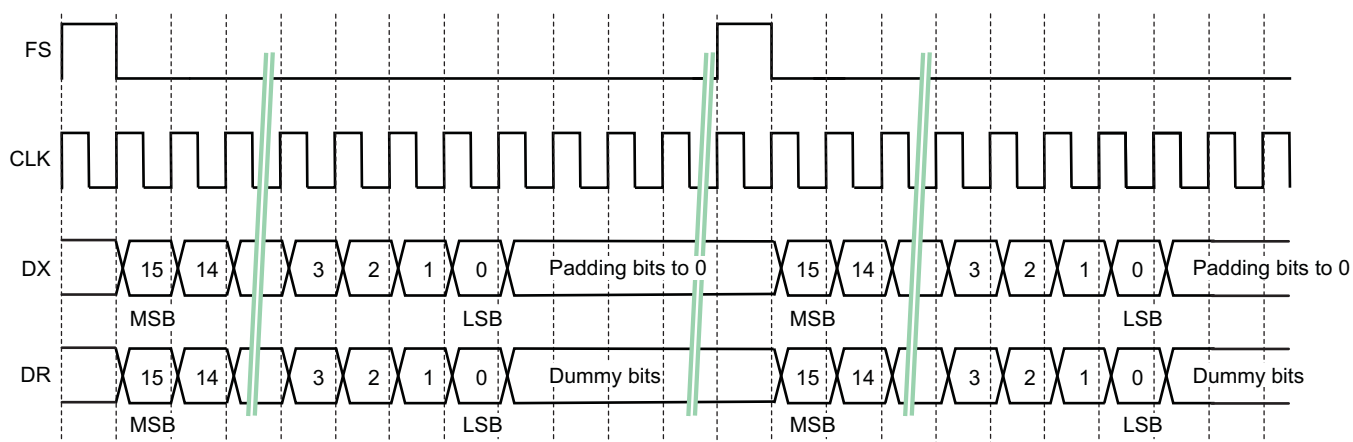 FS
CLK
DX 15 14 3 2 1 0 Padding bits to 0 15 14 3 2 1 0 Padding bits to 0
MSB LSB MSB LSB
DR 15 14 3 2 1 0 Dummy bits 15 14 3 2 1 0 Dummy bits
MSB LSB MSB LSB